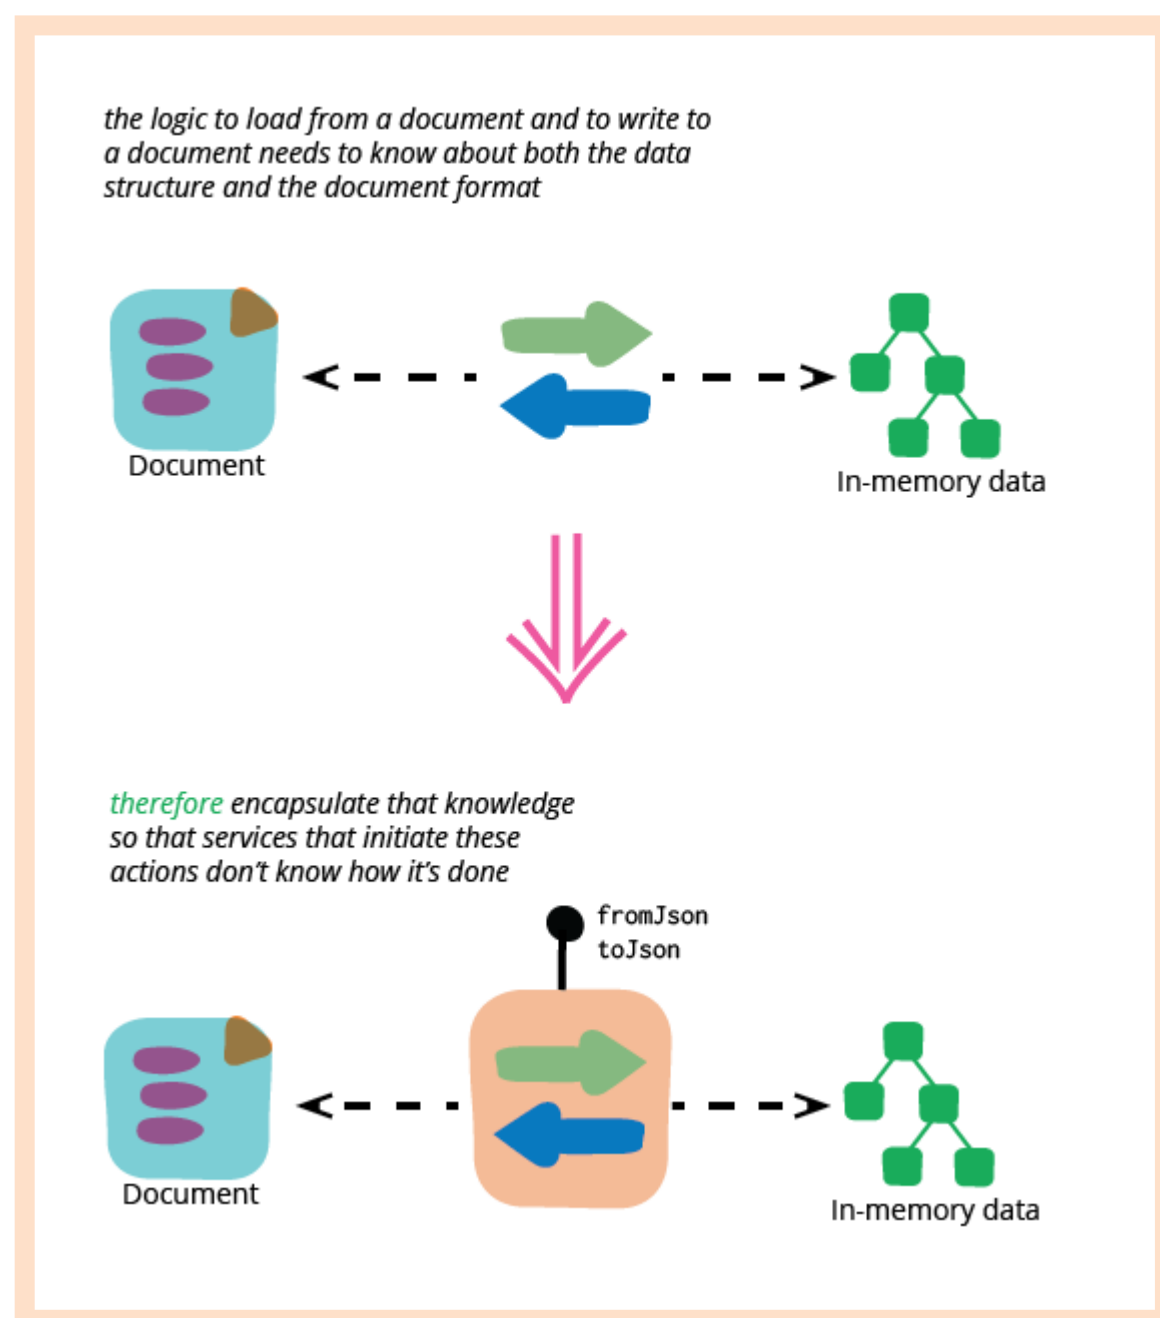 the logic to load from a document and to write to
a document needs to know about both the data
structure and the document format
Document
In-memory data
therefore encapsulate that knowledge
so that services that initiate these
actions don't know how it's done
fromJson
toJson
Document
In-memory data